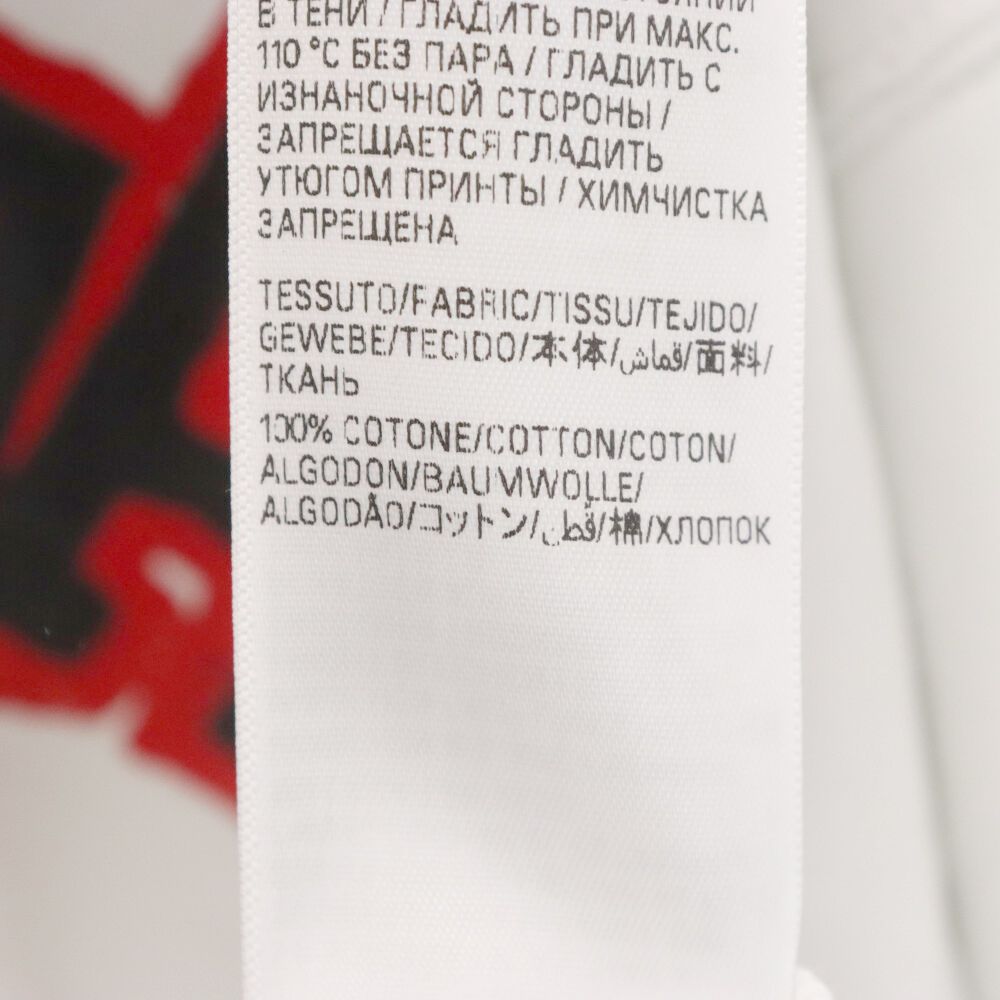 В ТЕНИ / ГЛАДИТЬ ПРИ МАКС.
110 °C БЕЗ ПАРА / ГЛАДИТЬ С
ИЗНАНОЧНОЙ СТОРОНЫ /
ЗАПРЕЩАЕТСЯ ГЛАДИТЬ
УТЮГОМ ПРИНТЫ / ХИМЧИСТКА
ЗАПРЕЩЕНА
TESSUTO/FABRIC/TISSU/TEJIDO/
GEWEBE/TECIDO/本体/قماش/面料/
ТКАНЬ
100% COTONE/COTTON/COTON/
ALGODON/BAUMWOLLE/
ALGODÃO/コットン/قطن/棉/ХЛОПОК